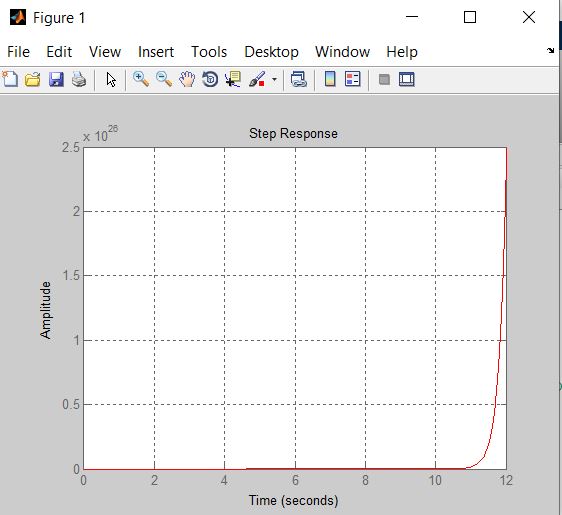 Figure 1
File Edit View Insert Tools Desktop Window Help
x 10^26
Step Response
2.5
2
1.5
1
0.5
0
Amplitude
0 2 4 6 8 10 12
Time (seconds)